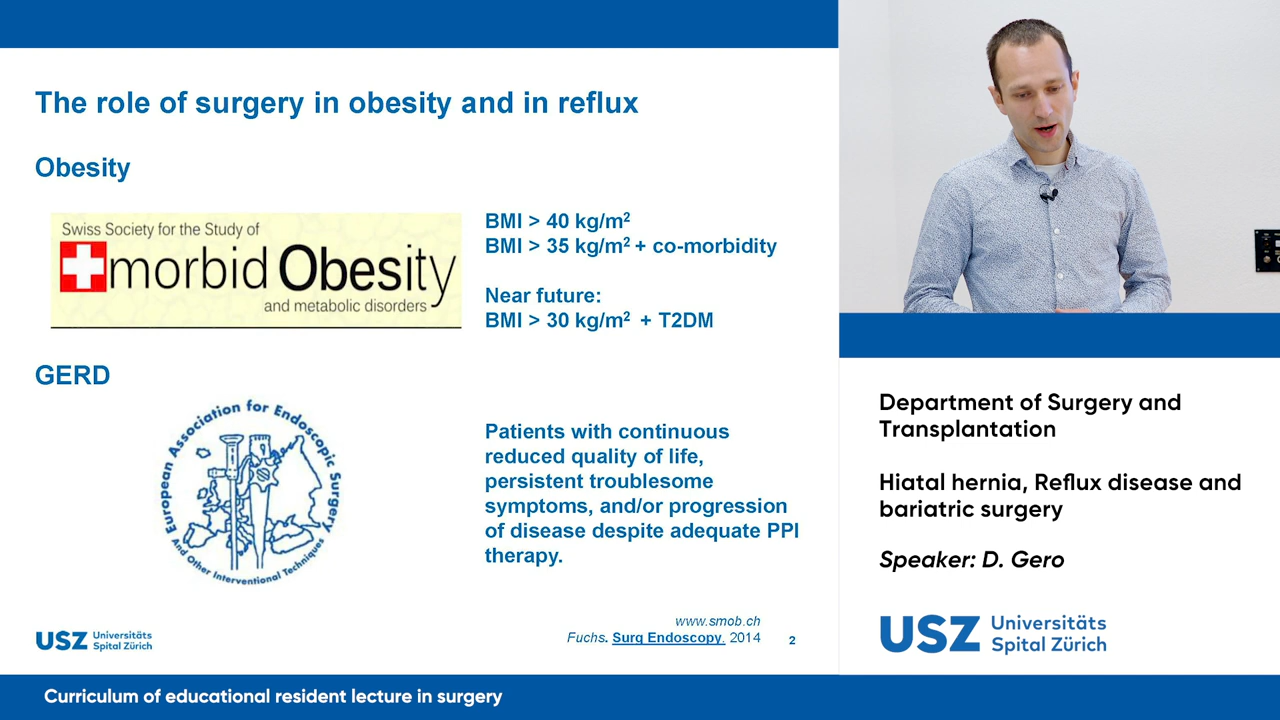 The role of surgery in obesity and in reflux
Obesity
Swiss Society for the Study of
morbid Obesity
and metabolic disorders
BMI > 40 kg/m²
BMI > 35 kg/m² + co-morbidity
Near future:
BMI > 30 kg/m² + T2DM
GERD
European Association for Endoscopic Surgery
And Other Interventional Techniques
Patients with continuous
reduced quality of life,
persistent troublesome
symptoms, and/or progression
of disease despite adequate PPI
therapy.
www.smob.ch
Fuchs. Surg Endoscopy. 2014
2
USZ Universitäts
Spital Zürich
Department of Surgery and
Transplantation
Hiatal hernia, Reflux disease and
bariatric surgery
Speaker: D. Gero
USZ Universitäts
Spital Zürich
Curriculum of educational resident lecture in surgery